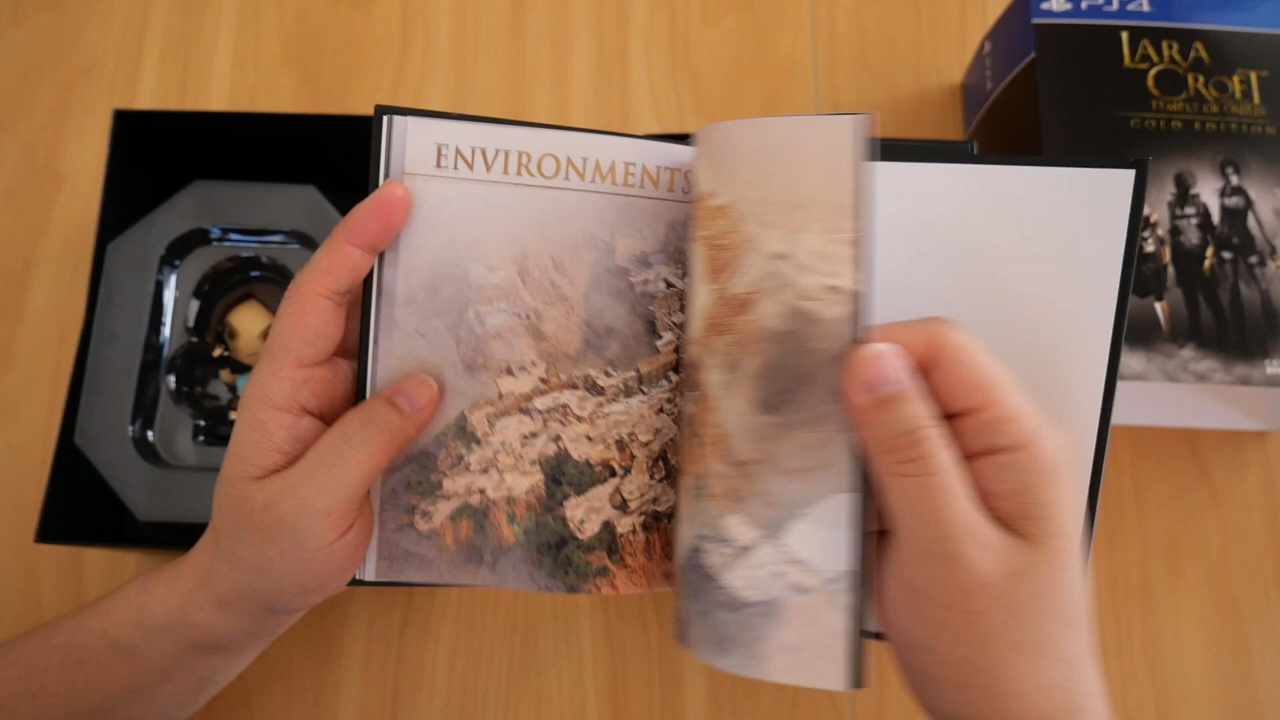 ENVIRONMENTS
PS4
LARA
CROFT
TEMPLE OF OSIRIS
GOLD EDITION